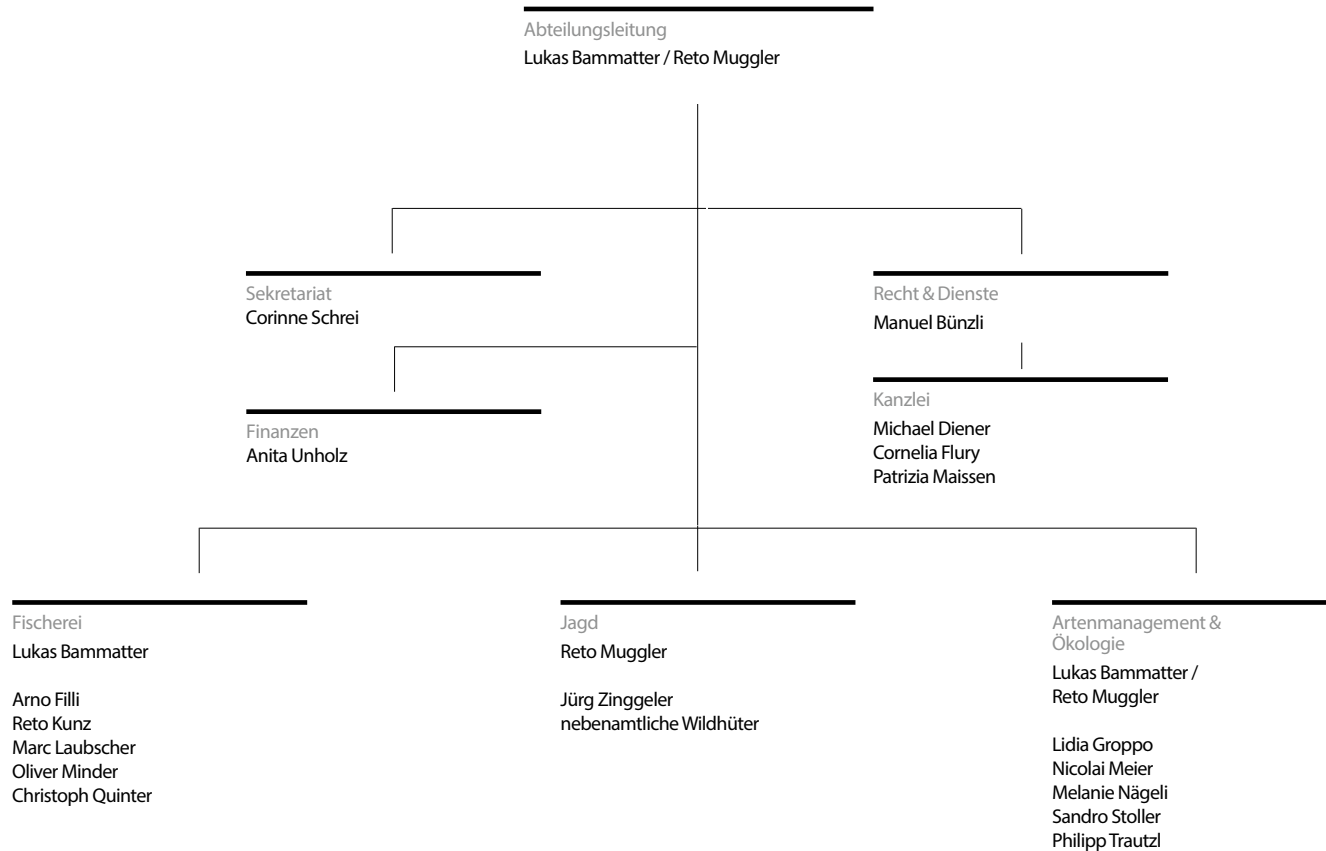 Abteilungsleitung
Lukas Bammatter / Reto Muggler
Sekretariat
Corinne Schrei
Recht & Dienste
Manuel Bünzli
Finanzen
Anita Unholz
Kanzlei
Michael Diener
Cornelia Flury
Patrizia Maissen
Fischerei
Lukas Bammatter
Arno Filli
Reto Kunz
Marc Laubscher
Oliver Minder
Christoph Quinter
Jagd
Reto Muggler
Jürg Zinggeler
nebenamtliche Wildhüter
Artenmanagement &
Ökologie
Lukas Bammatter /
Reto Muggler
Lidia Groppo
Nicolai Meier
Melanie Nägeli
Sandro Stoller
Philipp Trautzl